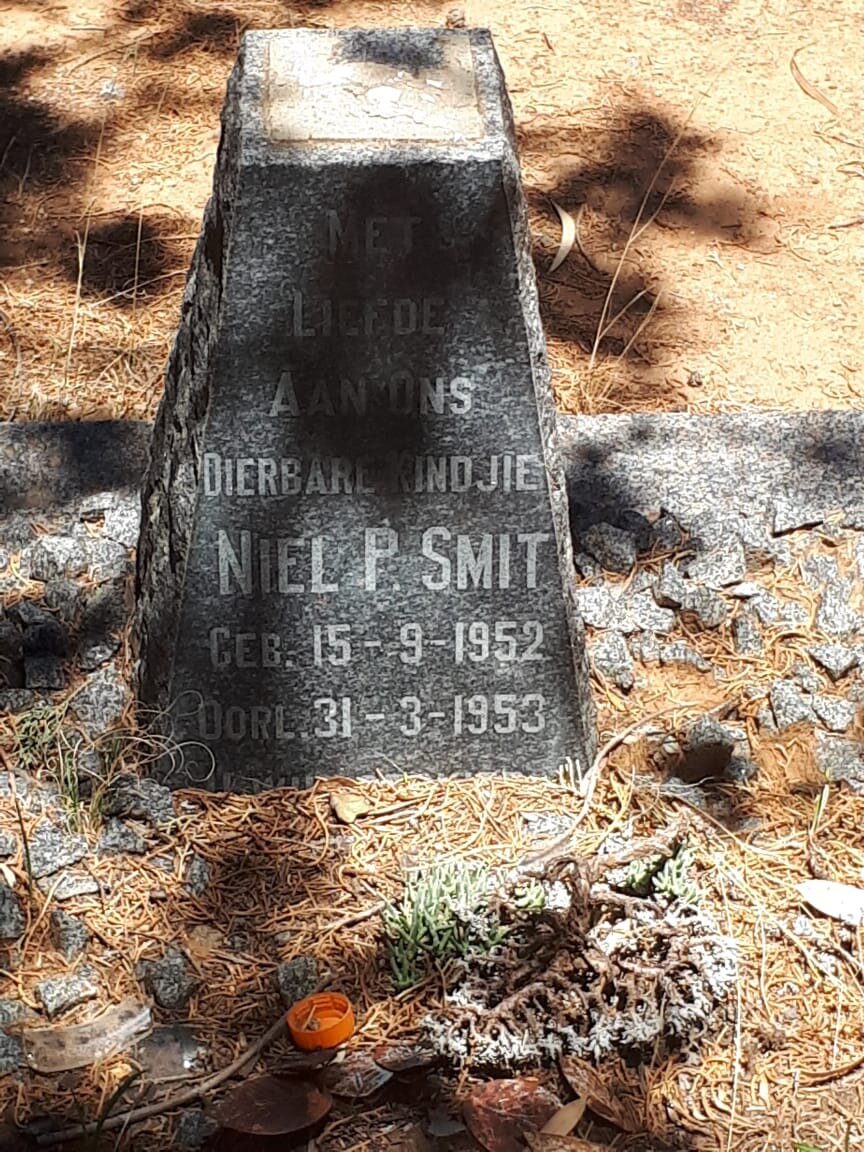 MET
LIEFDE
AAN ONS
DIERBARE KINDJIE
NIEL P. SMIT
GEB. 15-9-1952
OORL. 31-3-1953